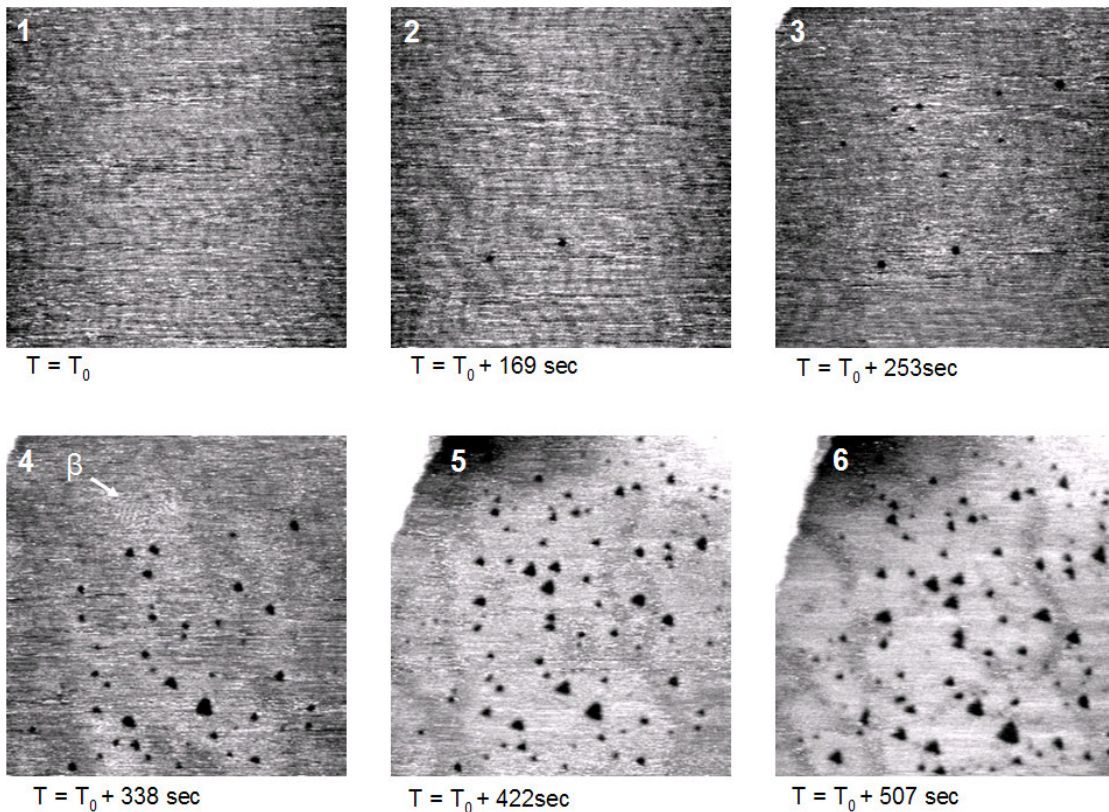 1
2
3
T = T₀
T = T₀ + 169 sec
T = T₀ + 253sec
4
β
5
6
T = T₀ + 338 sec
T = T₀ + 422sec
T = T₀ + 507 sec